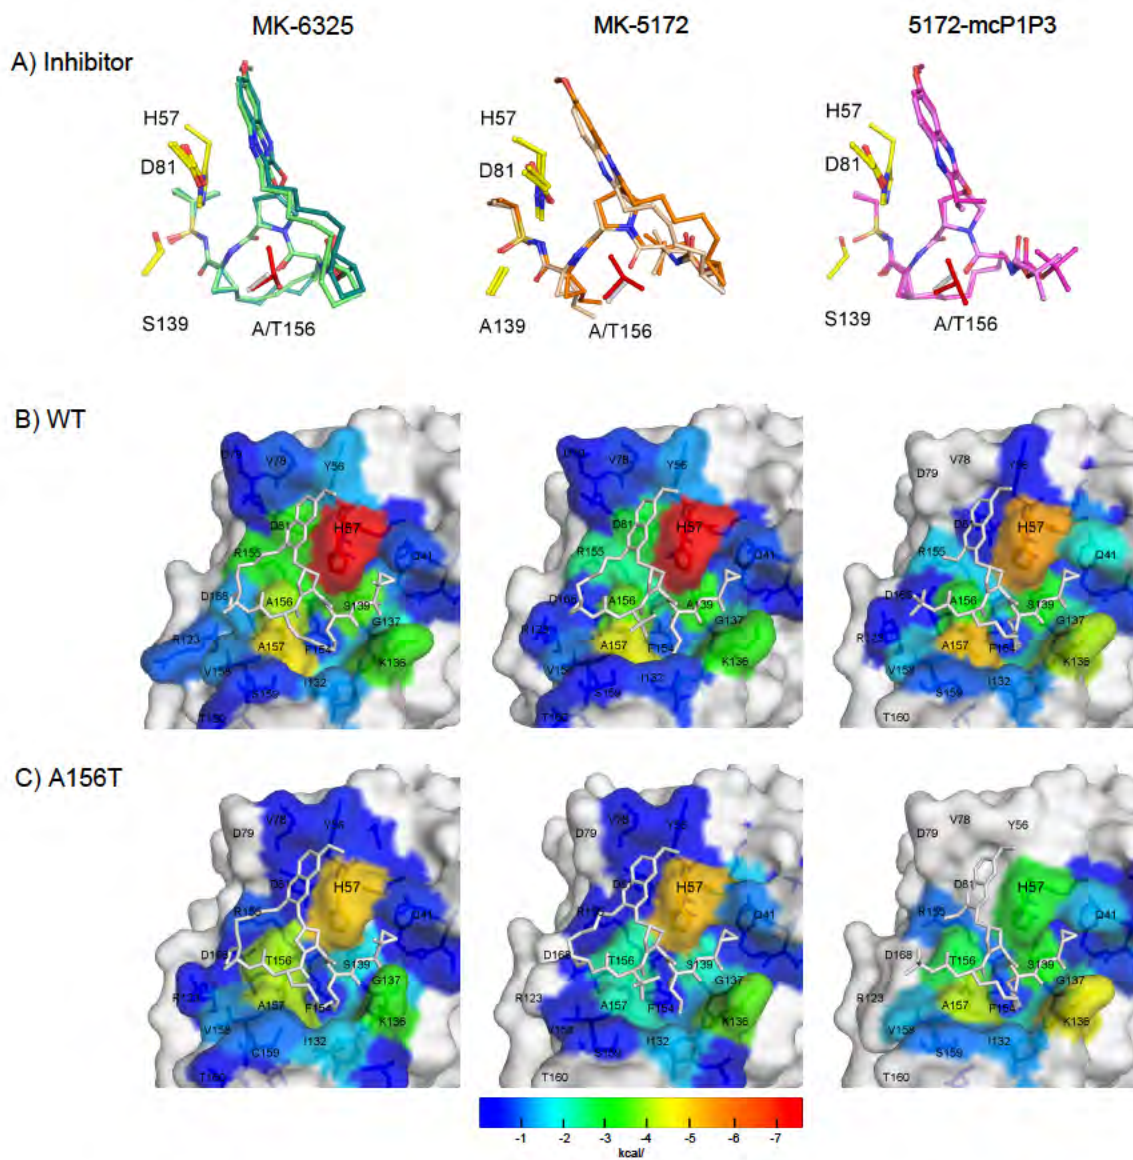 MK-6325 MK-5172 5172-mcP1P3
A) Inhibitor
H57 H57 H57
D81 D81 D81
S139 A/T156 A139 A/T156 S139 A/T156
B) WT
D79 V78 Y56 V78 Y56 D79 V78 Y56
D81 H57 D81 H57 D81 H57
R155 Q41 R155 Q41 R155 Q41
D168 A156 S139 D168 A156 A139 D168 A156 S139
R123 G137 G137 G137
A157 F154 A157 F154 A157 F154
V158 K136 V158 K136 V158 K136
S159 I132 S159 I132 S159 I132
T160 T160 T160
C) A156T
D79 V78 Y56 D79 V78 Y56 D79 V78 Y56
D81 H57 H57 D81 H57
R155 Q41 R155 Q41 R155 Q41
D168 T156 S139 D168 T156 S139 D168 T156 S139
G137 R123 G137 R123 G137
A157 F154 A157 F154 A157 F154
V158 K136 V158 K136 V158 K136
C159 I132 S159 I132 S159 I132
T160 T160 T160
-1 -2 -3 -4 -5 -6 -7
kcal/